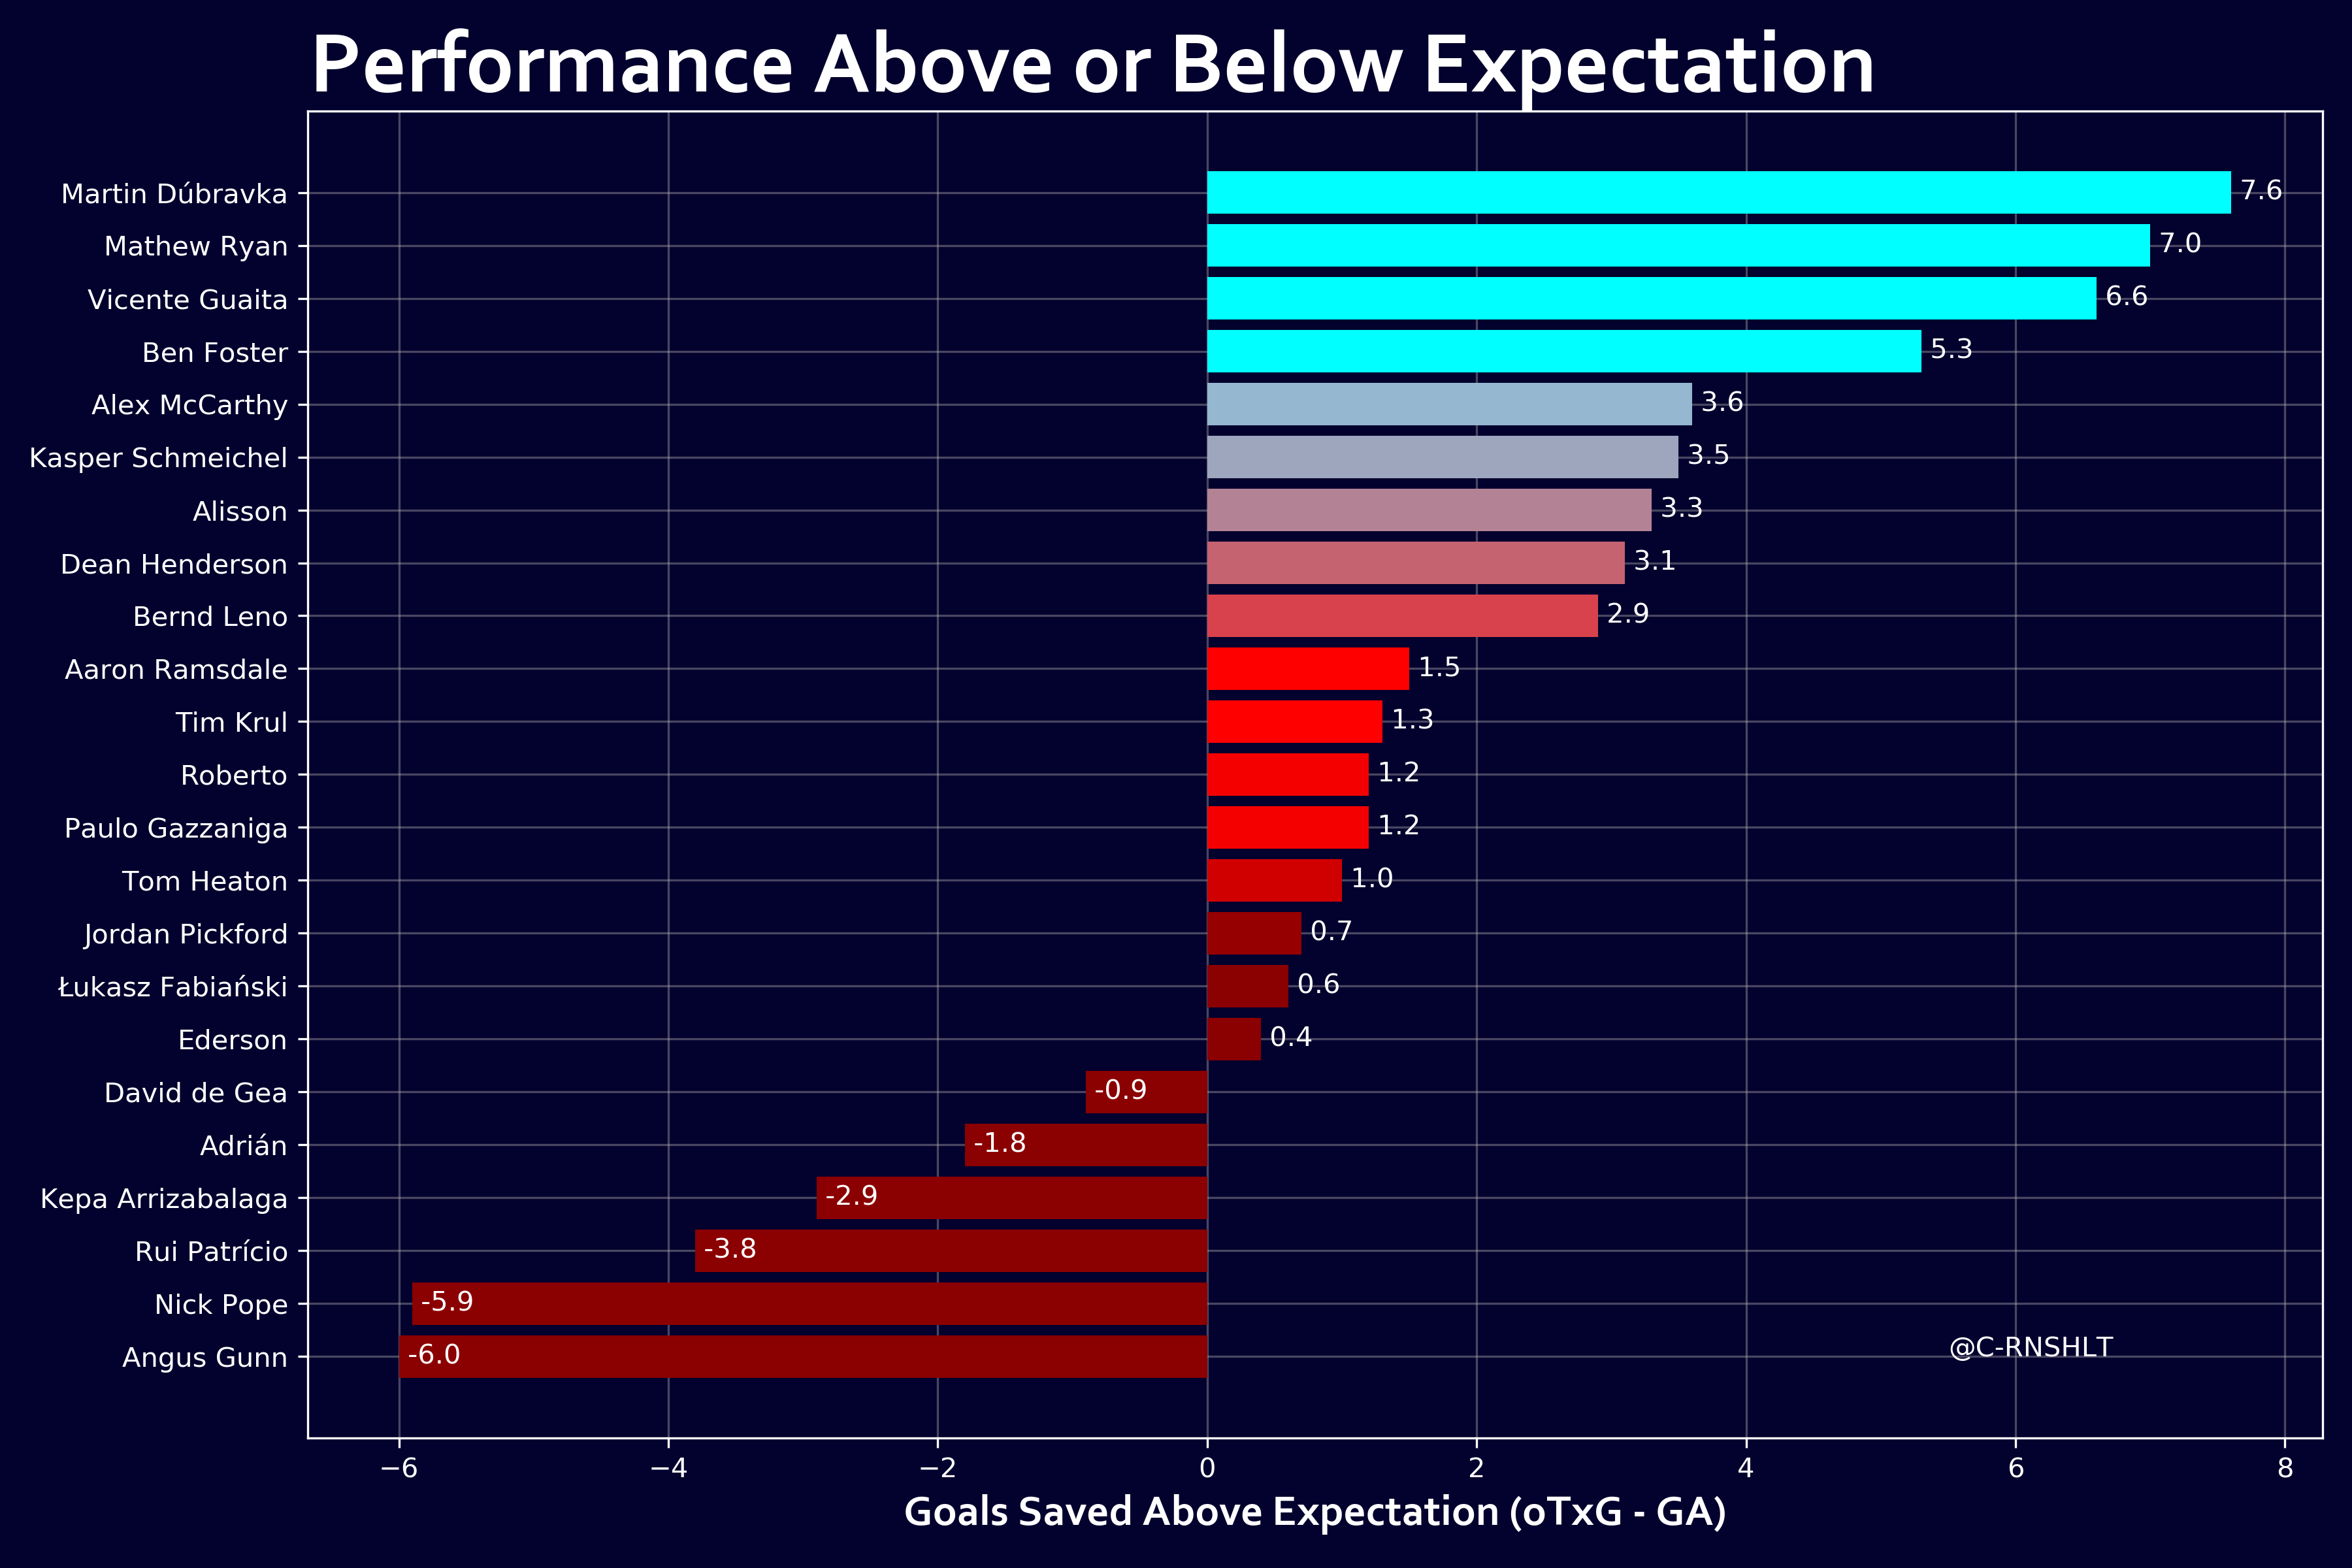 Performance Above or Below Expectation
Martin Dúbravka 7.6
Mathew Ryan 7.0
Vicente Guaita 6.6
Ben Foster 5.3
Alex McCarthy 3.6
Kasper Schmeichel 3.5
Alisson 3.3
Dean Henderson 3.1
Bernd Leno 2.9
Aaron Ramsdale 1.5
Tim Krul 1.3
Roberto 1.2
Paulo Gazzaniga 1.2
Tom Heaton 1.0
Jordan Pickford 0.7
Łukasz Fabiański 0.6
Ederson 0.4
David de Gea -0.9
Adrián -1.8
Kepa Arrizabalaga -2.9
Rui Patrício -3.8
Nick Pope -5.9
Angus Gunn -6.0 @C-RNSHLT
−6 −4 −2 0 2 4 6 8
Goals Saved Above Expectation (oTxG - GA)